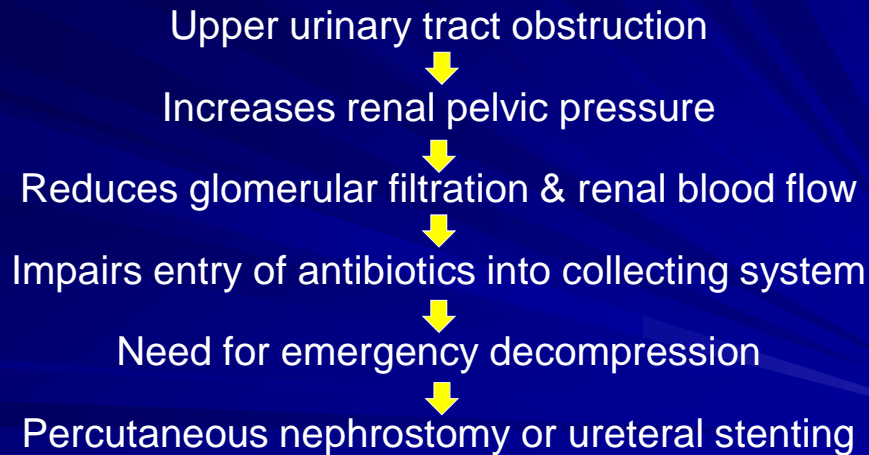 Upper urinary tract obstruction
Increases renal pelvic pressure
Reduces glomerular filtration & renal blood flow
Impairs entry of antibiotics into collecting system
Need for emergency decompression
Percutaneous nephrostomy or ureteral stenting